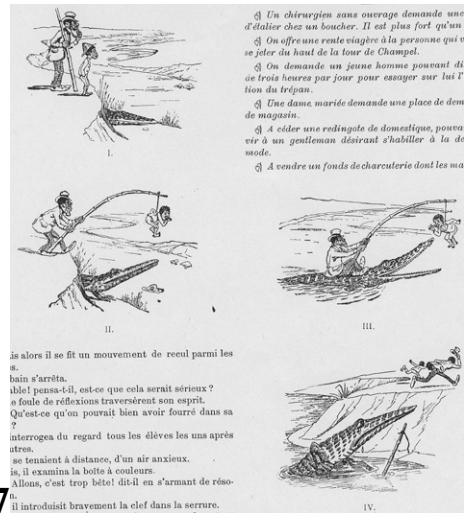 Un chirurgien sans ouvrage demande une
d'étalier chez un boucher. Il est plus fort qu'un
On offre une rente viagère à la personne qui v
se jeter du haut de la tour de Champel.
On demande un jeune homme pouvant di
de trois heures par jour pour essayer sur lui l'
tion du trépan.
Une dame mariée demande une place de dem
de magasin.
A céder une redingote de domestique, pouva
vir à un gentleman désirant s'habiller à la de
mode.
A vendre un fonds de charcuterie dont les ma
I.
II.
III.
is alors il se fit un mouvement de recul parmi les
s.
bain s'arrêta.
able! pensa-t-il, est-ce que cela serait sérieux ?
e foule de réflexions traversèrent son esprit.
Qu'est-ce qu'on pouvait bien avoir fourré dans sa
?
interrogea du regard tous les élèves les uns après
utres.
se tenaient à distance, d'un air anxieux.
is, il examina la boîte à couleurs.
Allons, c'est trop bête! dit-il en s'armant de réso-
n.
il introduisit bravement la clef dans la serrure.
IV.
7